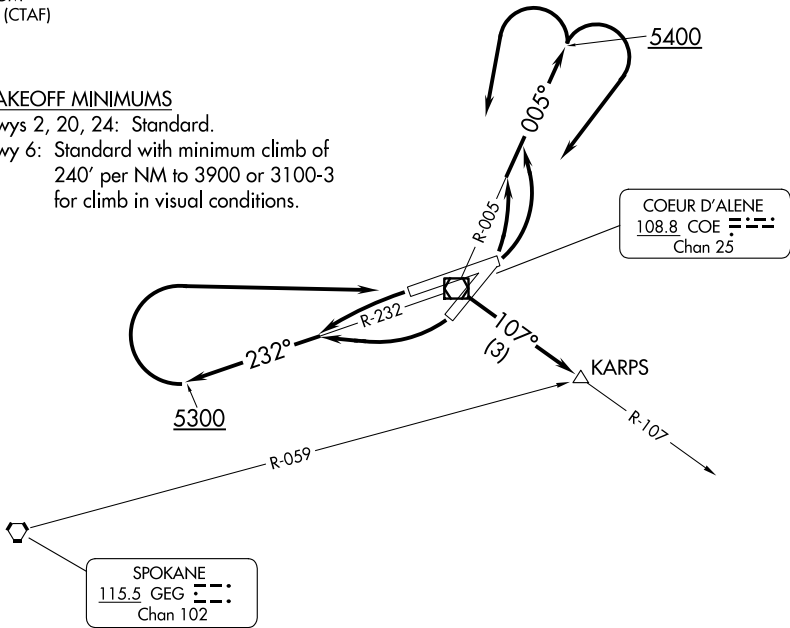 (CTAF)
AKEOFF MINIMUMS
wys 2, 20, 24: Standard.
wy 6: Standard with minimum climb of
240' per NM to 3900 or 3100-3
for climb in visual conditions.
5400
005°
R-005
COEUR D'ALENE
108.8 COE
Chan 25
R-232
232°
5300
107°
(3)
KARPS
R-107
R-059
SPOKANE
115.5 GEG
Chan 102